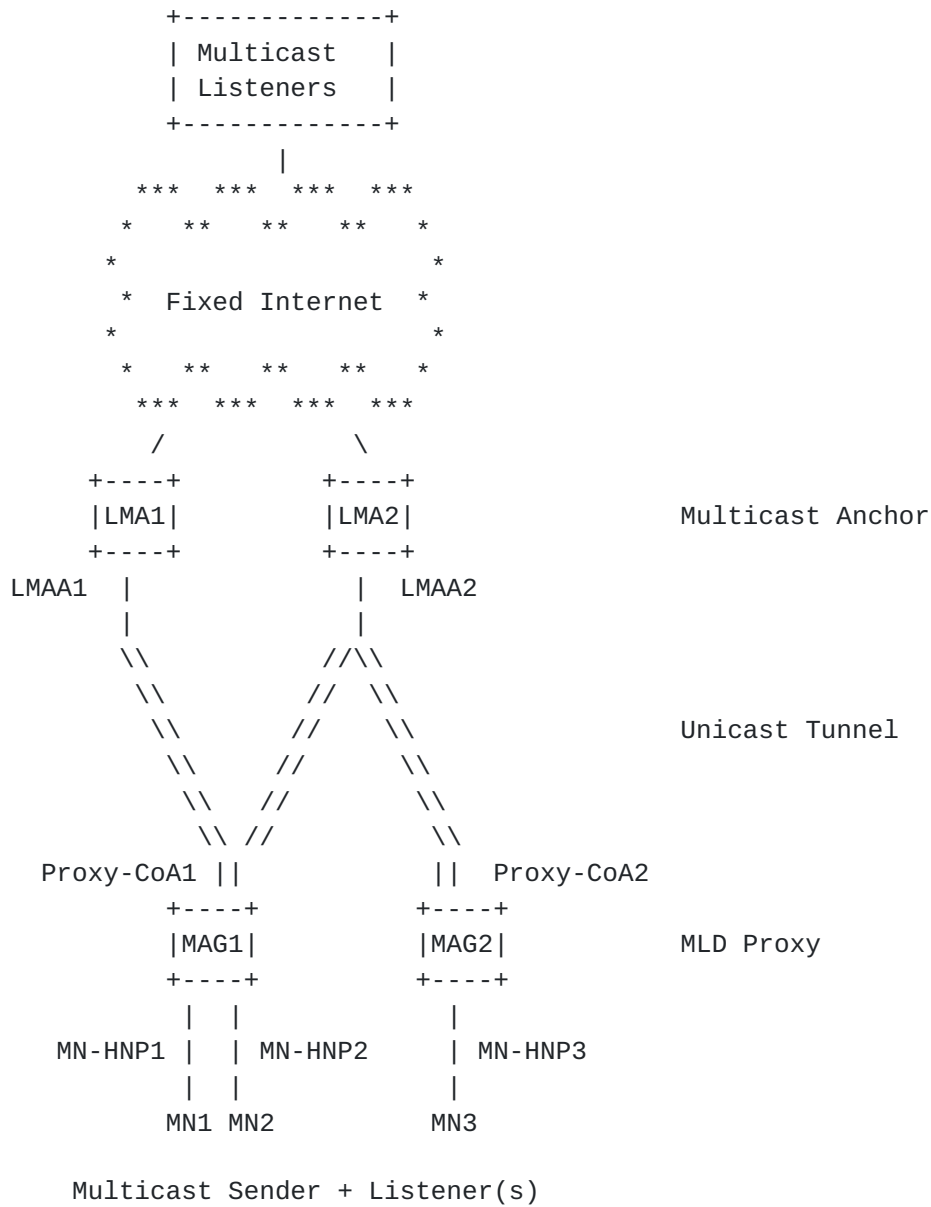 Multicast
Listeners
Fixed Internet
LMA1 LMA2 Multicast Anchor
LMAA1 LMAA2
Unicast Tunnel
Proxy-CoA1 Proxy-CoA2
MAG1 MAG2 MLD Proxy
MN-HNP1 MN-HNP2 MN-HNP3
MN1 MN2 MN3
Multicast Sender + Listener(s)